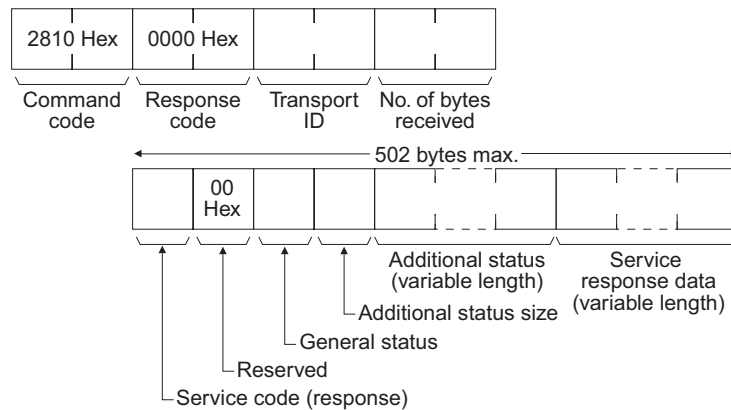 2810 Hex 0000 Hex
Command code
Response code
Transport ID
No. of bytes received
502 bytes max.
00 Hex
Additional status (variable length)
Service response data (variable length)
Additional status size
General status
Reserved
Service code (response)